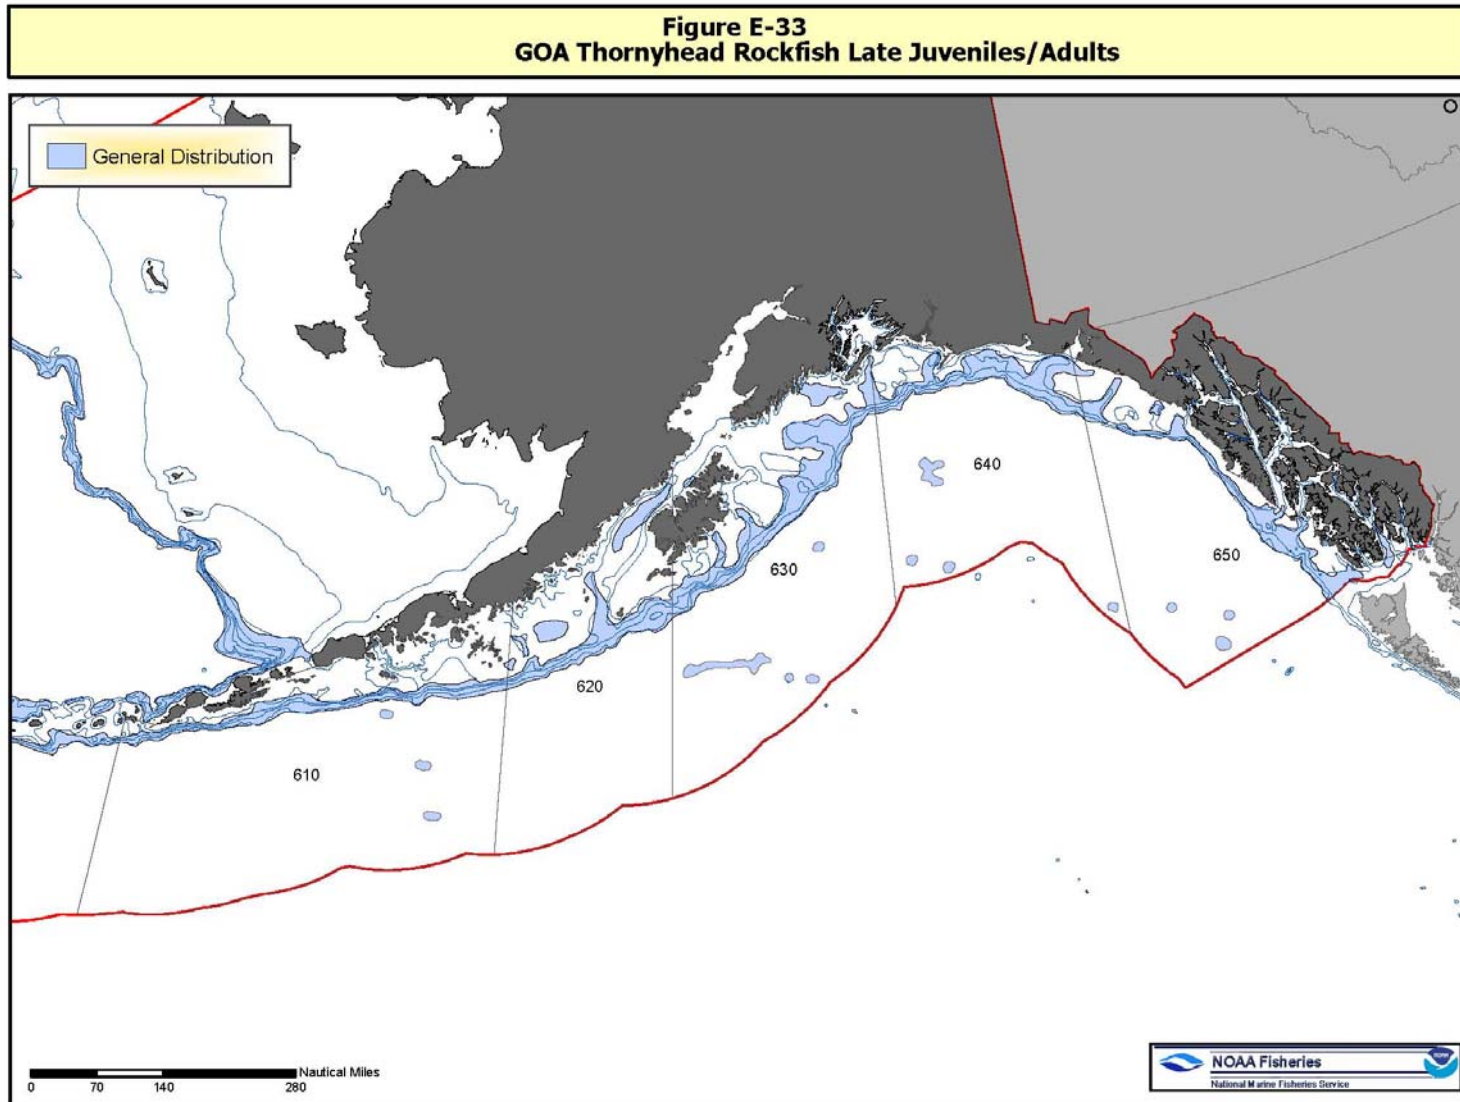 Figure E-33
GOA Thornyhead Rockfish Late Juveniles/Adults
General Distribution
640
650
630
620
610
Nautical Miles
0 70 140 280
NOAA Fisheries
National Marine Fisheries Service
NOAA